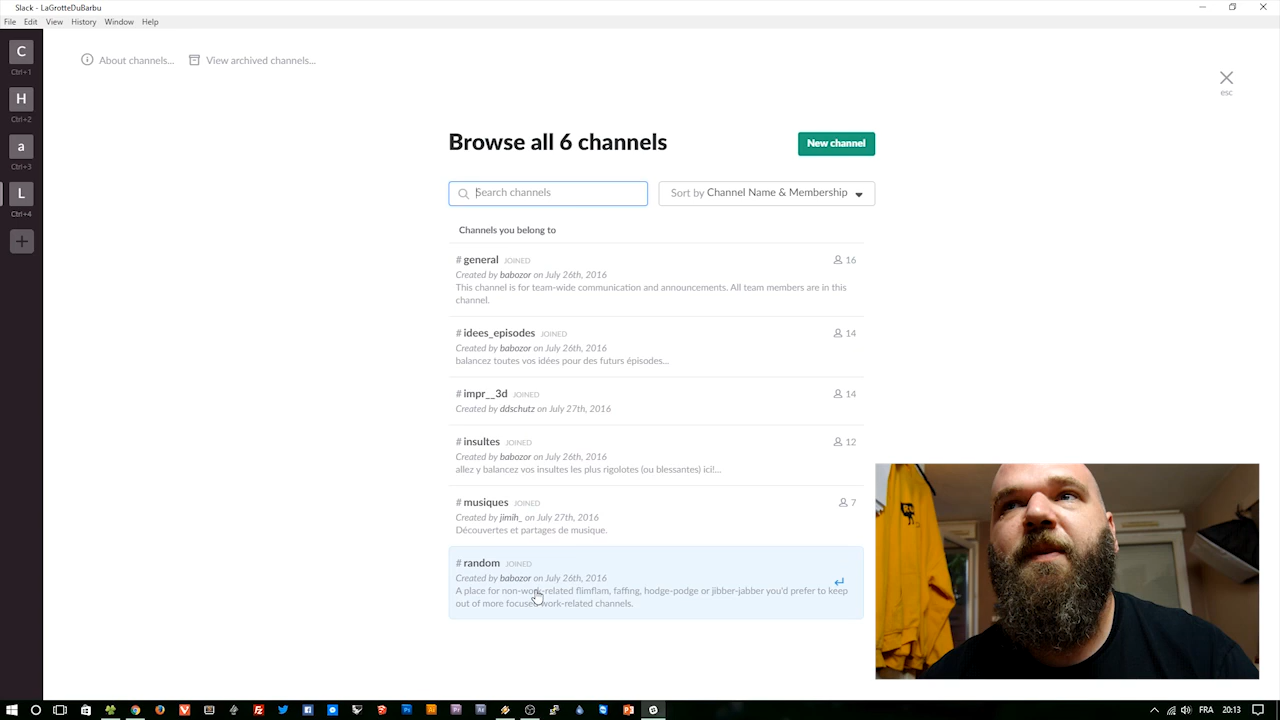 Slack - LaGrotteDuBarbu
File Edit View History Window Help
C
Ctrl+1
H
Ctrl+2
a
Ctrl+3
L
Ctrl+4
About channels... View archived channels...
esc
Browse all 6 channels
New channel
Search channels
Sort by Channel Name & Membership
Channels you belong to
# general JOINED 16
Created by babozor on July 26th, 2016
This channel is for team-wide communication and announcements. All team members are in this
channel.
# idees_episodes JOINED 14
Created by babozor on July 26th, 2016
balancez toutes vos idées pour des futurs épisodes...
# impr__3d JOINED 14
Created by ddschutz on July 27th, 2016
# insultes JOINED 12
Created by babozor on July 26th, 2016
allez y balancez vos insultes les plus rigolotes (ou blessantes) ici!...
# musiques JOINED 7
Created by jimih_ on July 27th, 2016
Découvertes et partages de musique.
# random JOINED
Created by babozor on July 26th, 2016
A place for non-work-related flimflam, faffing, hodge-podge or jibber-jabber you'd prefer to keep
out of more focused work-related channels.
FRA 20:13